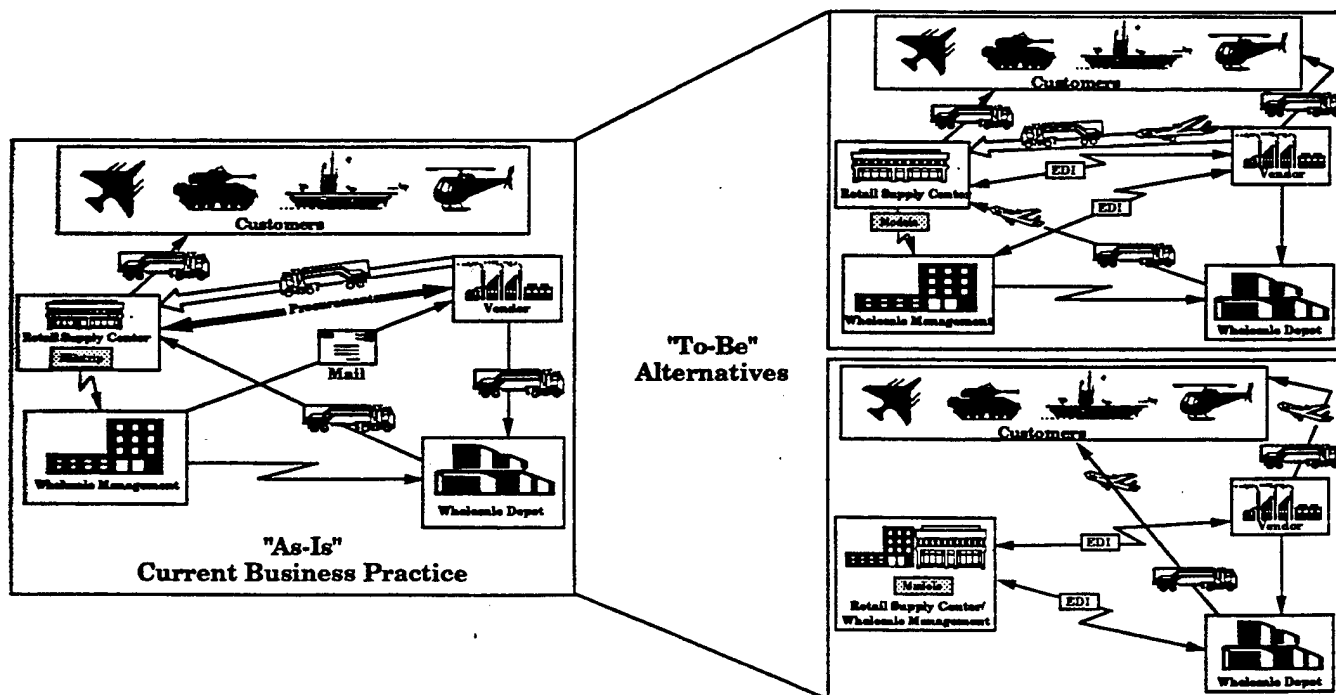 Customers
Procurement
Vendor
Retail Supply Center
Mail
Wholesale Management
Wholesale Depot
"As-Is"
Current Business Practice
"To-Be"
Alternatives
Customers
Vendor
EDI
Retail Supply Center
EDI
Models
Wholesale Management
Wholesale Depot
Customers
Vendor
EDI
Models
EDI
Retail Supply Center/
Wholesale Management
Wholesale Depot